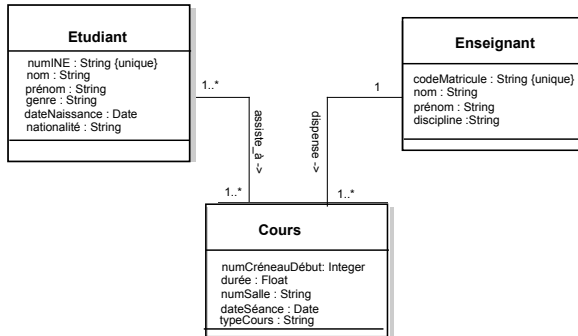 Etudiant
numINE : String {unique}
nom : String
prénom : String
genre : String
dateNaissance : Date
nationalité : String
Enseignant
codeMatricule : String {unique}
nom : String
prénom : String
discipline :String
1..*
1
assiste_à ->
dispense ->
1..*
1..*
Cours
numCréneauDébut: Integer
durée : Float
numSalle : String
dateSéance : Date
typeCours : String